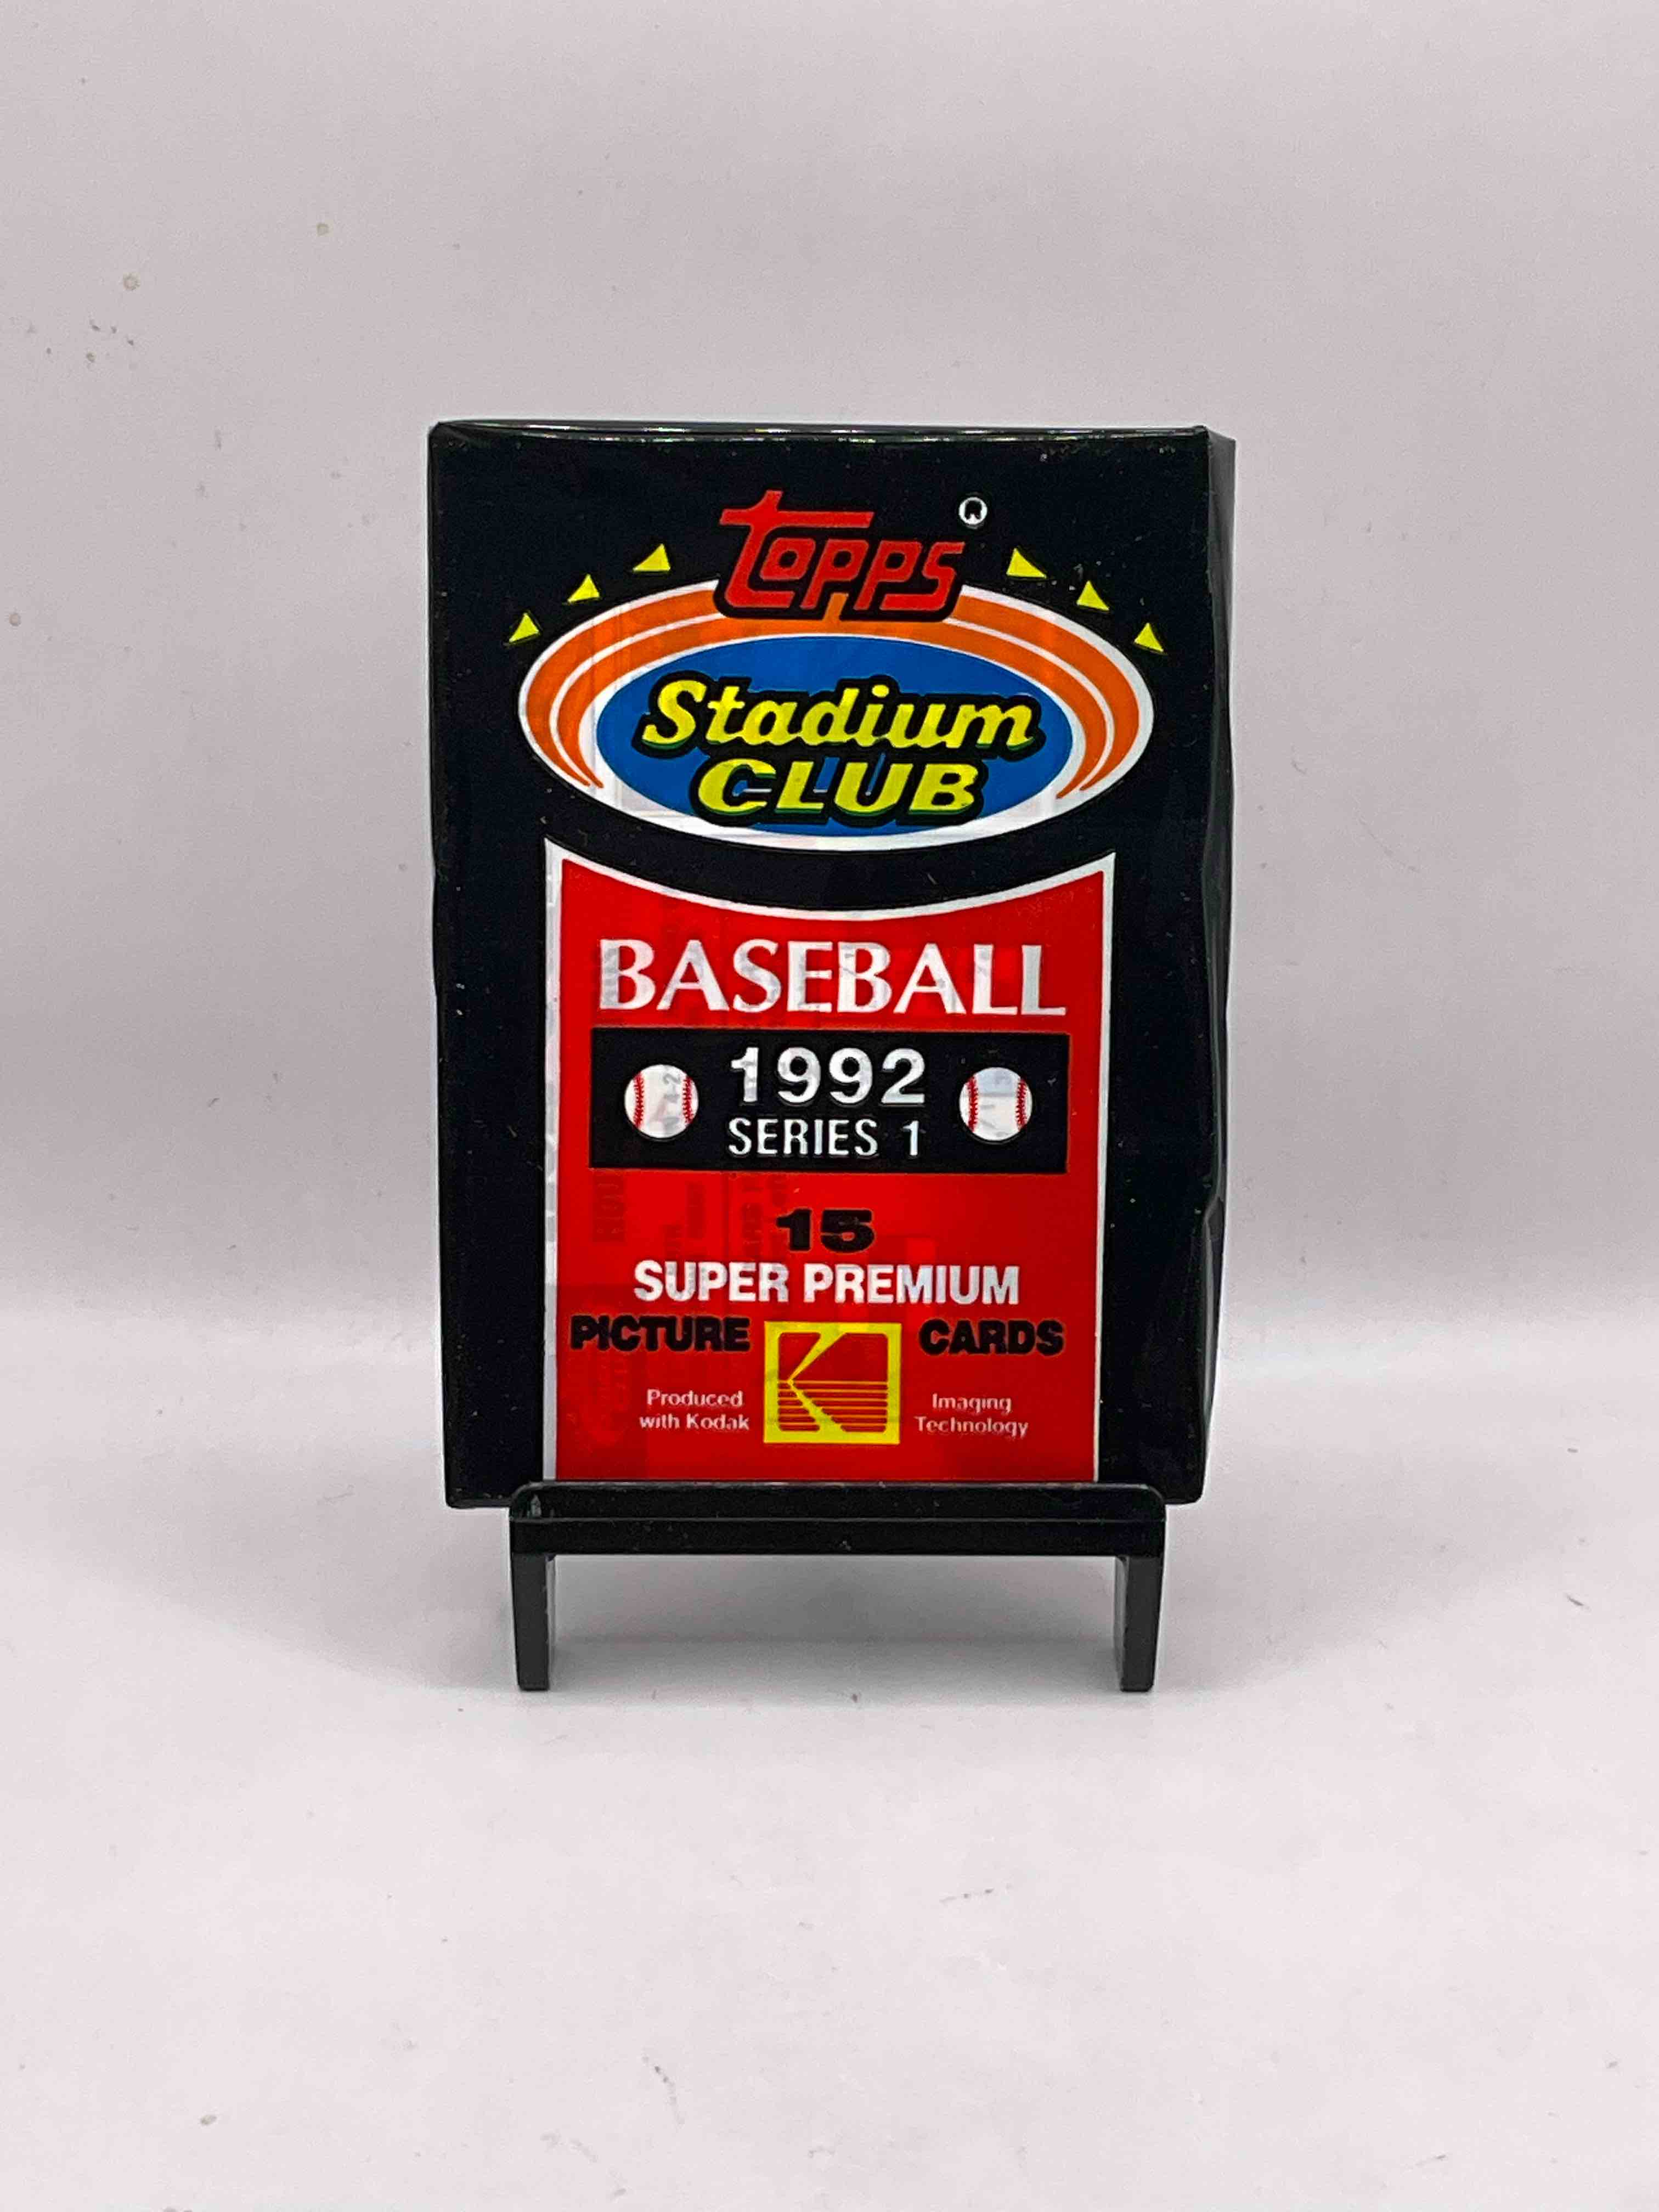 Topps ®
Stadium
CLUB
BASEBALL
1992
SERIES 1
15
SUPER PREMIUM
PICTURE CARDS
Produced with Kodak
Imaging Technology